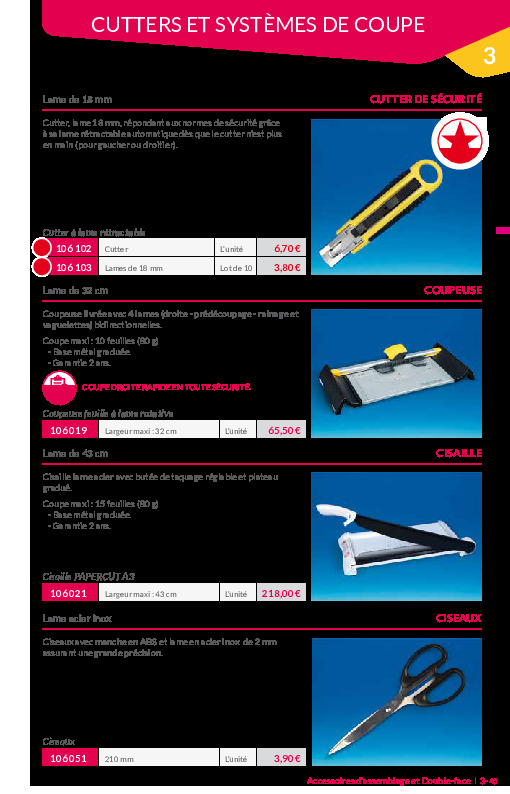 CUTTERS ET SYSTÈMES DE COUPE
3
Lame de 18 mm
CUTTER DE SÉCURITÉ
Cutter, lame 18 mm, répondant aux normes de sécurité grâce
à sa lame rétractable automatique dès que le cutter n'est plus
en main (pour gaucher ou droitier).
Cutter à lame rétractable
106102 Cutter L'unité 6,70 €
106103 Lames de 18 mm Lot de 10 3,80 €
Lame de 32 cm
COUPEUSE
Coupeuse livrée avec 4 lames (droite - prédécoupage - rainage et
vaguelettes) bidirectionnelles.
Coupe maxi : 10 feuilles (80 g)
- Base métal graduée.
- Garantie 2 ans.
COUPE DROITE RAPIDE EN TOUTE SÉCURITÉ.
Coupeuse feuille à lame rotative
106019 Largeur maxi : 32 cm L'unité 65,50 €
Lame de 43 cm
CISAILLE
Cisaille lame acier avec butée de taquage réglable et plateau
gradué.
Coupe maxi : 15 feuilles (80 g)
- Base métal graduée.
- Garantie 2 ans.
Cisaille PAPERCUT A3
106021 Largeur maxi : 43 cm L'unité 218,00 €
Lame acier inox
CISEAUX
Ciseaux avec manche en ABS et lame en acier inox de 2 mm
assurant une grande précision.
Ciseaux
106051 210 mm L'unité 3,90 €
Accessoires d'assemblage et Double-face | 3-45